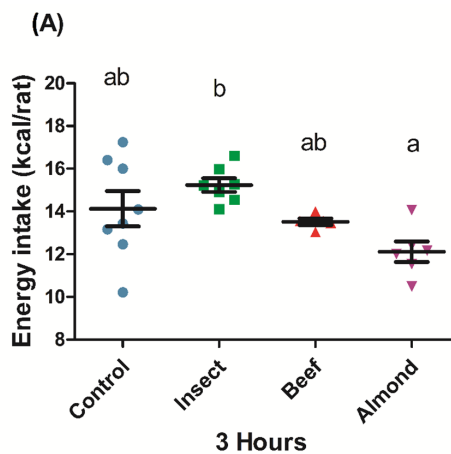 (A)
ab
b
ab
a
Energy intake (kcal/rat)
20
18
16
14
12
10
8
Control
Insect
Beef
Almond
3 Hours